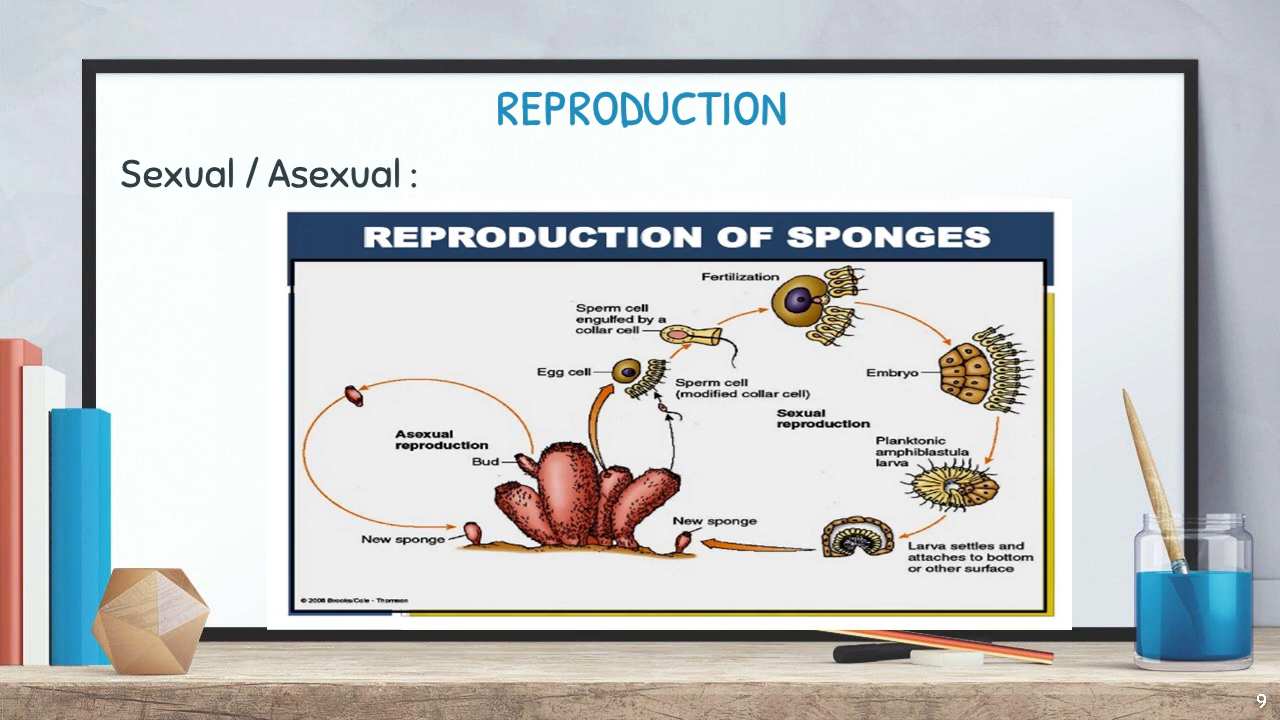 REPRODUCTION
Sexual / Asexual :
REPRODUCTION OF SPONGES
Fertilization
Sperm cell
engulfed by a
collar cell
Egg cell
Sperm cell
(modified collar cell)
Embryo
Sexual
reproduction
Asexual
reproduction
Bud
Planktonic
amphiblastula
larva
New sponge
New sponge
Larva settles and
attaches to bottom
or other surface
© 2006 Brooks/Cole - Thomson
9